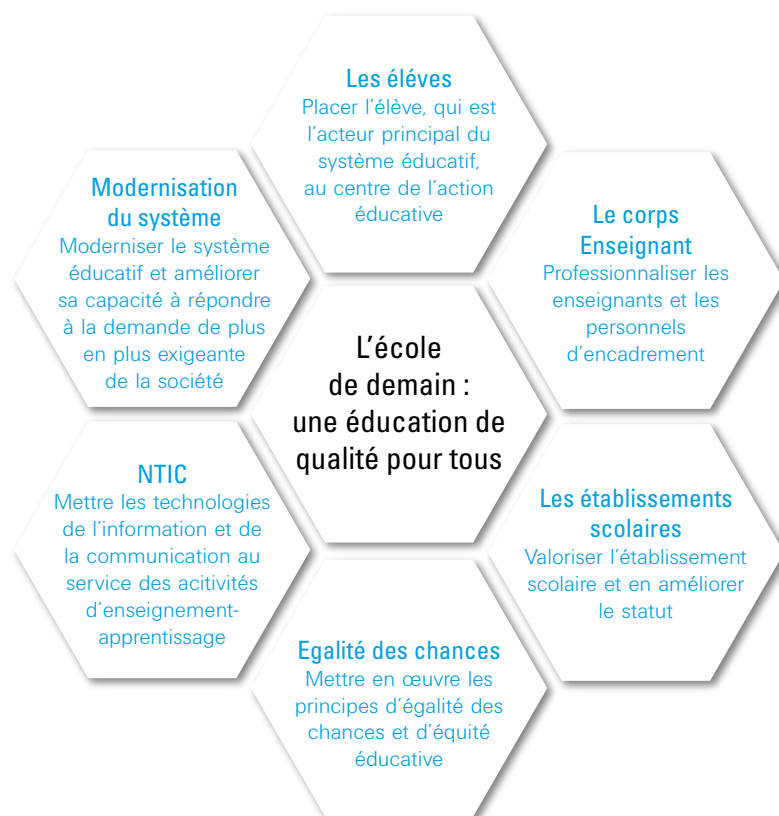 Les éléves
Placer l'élève, qui est
l'acteur principal du
système éducatif,
au centre de l'action
éducative
Modernisation
du système
Moderniser le système
éducatif et améliorer
sa capacité à répondre
à la demande de plus
en plus exigeante
de la société
Le corps
Enseignant
Professionnaliser les
enseignants et les
personnels
d'encadrement
L'école
de demain :
une éducation de
qualité pour tous
NTIC
Mettre les technologies
de l'information et de
la communication au
service des acitivités
d'enseignement-
apprentissage
Les établissements
scolaires
Valoriser l'établissement
scolaire et en améliorer
le statut
Egalité des chances
Mettre en œuvre les
principes d'égalité des
chances et d'équité
éducative